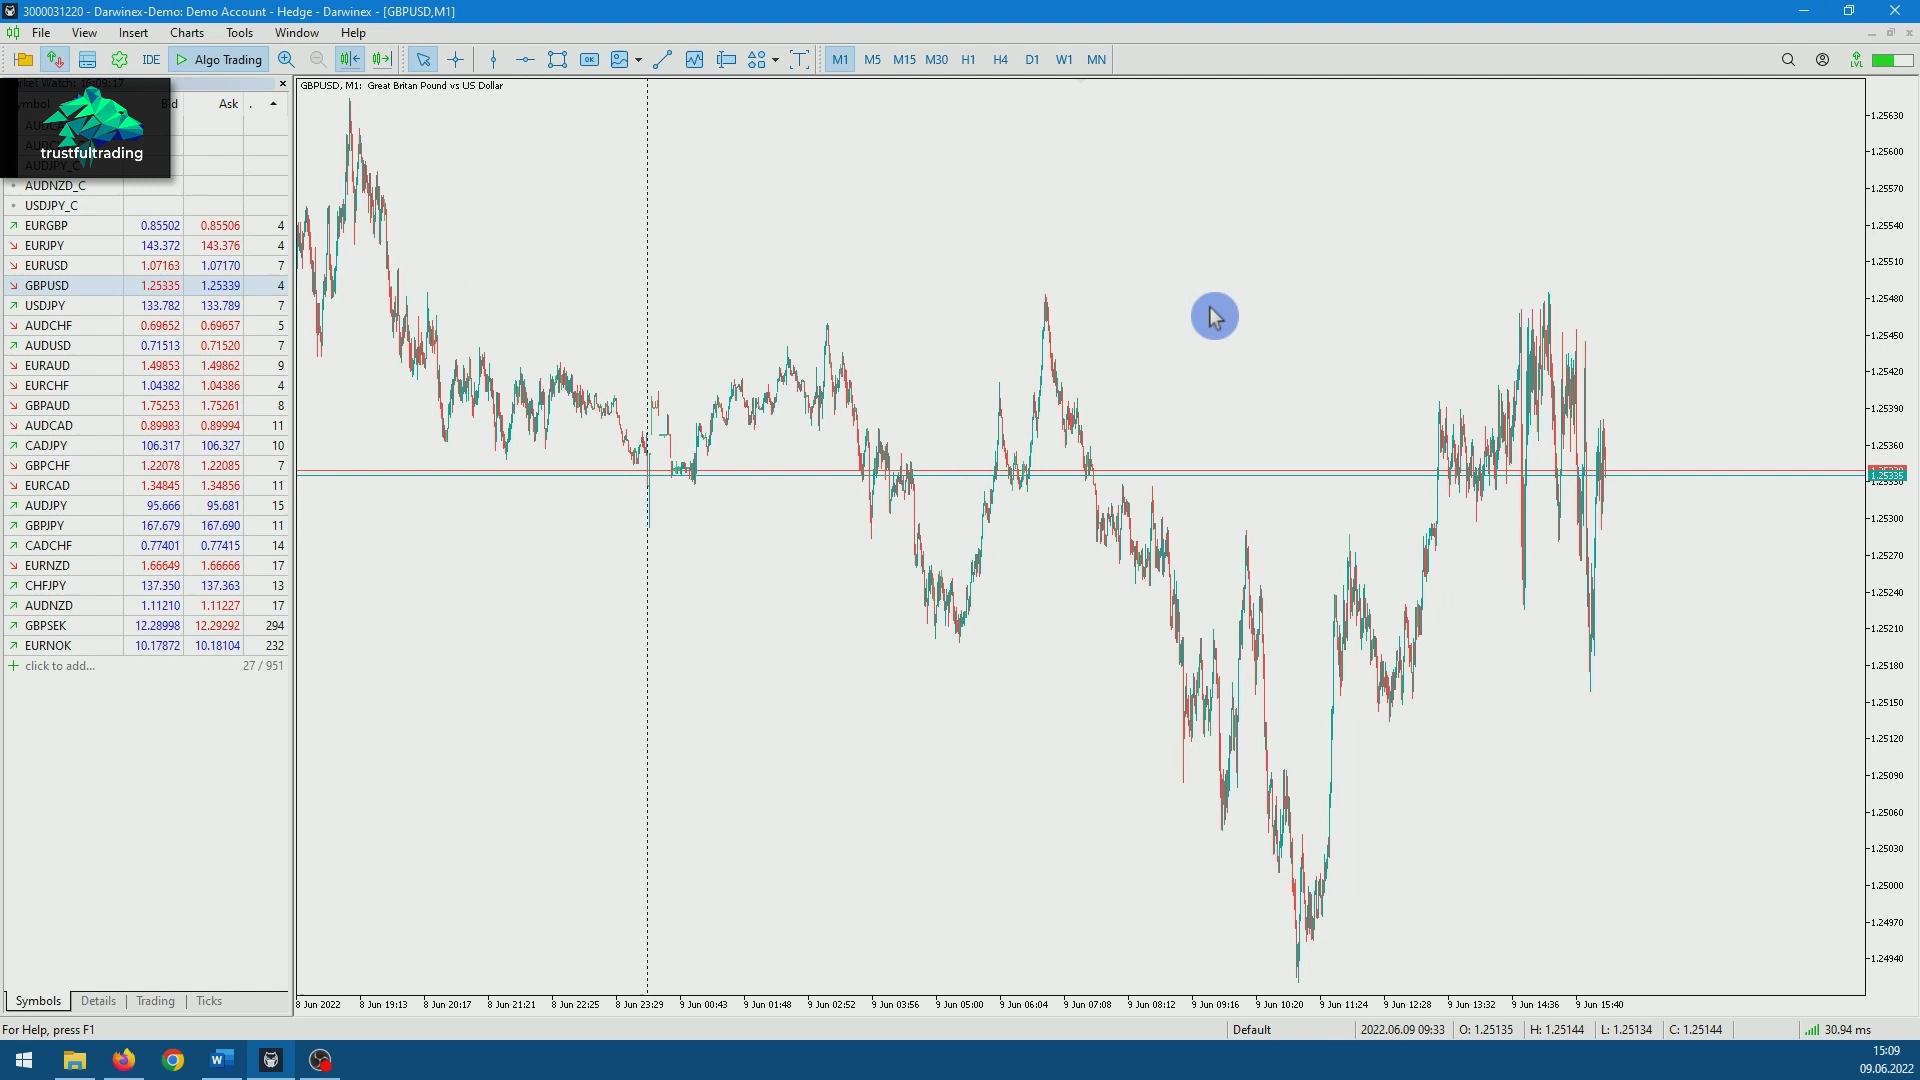 3000031220 - Darwinex-Demo: Demo Account - Hedge - Darwinex - [GBPUSD,M1]
File View Insert Charts Tools Window Help
IDE Algo Trading OK M1 M5 M15 M30 H1 H4 D1 W1 MN LVL
trustfultrading
Bid Ask
AUDNZD_C
USDJPY_C
EURGBP 0.85502 0.85506 4
EURJPY 143.372 143.376 4
EURUSD 1.07163 1.07170 7
GBPUSD 1.25335 1.25339 4
USDJPY 133.782 133.789 7
AUDCHF 0.69652 0.69657 5
AUDUSD 0.71513 0.71520 7
EURAUD 1.49853 1.49862 9
EURCHF 1.04382 1.04386 4
GBPAUD 1.75253 1.75261 8
AUDCAD 0.89983 0.89994 11
CADJPY 106.317 106.327 10
GBPCHF 1.22078 1.22085 7
EURCAD 1.34845 1.34856 11
AUDJPY 95.666 95.681 15
GBPJPY 167.679 167.690 11
CADCHF 0.77401 0.77415 14
EURNZD 1.66649 1.66666 17
CHFJPY 137.350 137.363 13
AUDNZD 1.11210 1.11227 17
GBPSEK 12.28998 12.29292 294
EURNOK 10.17872 10.18104 232
click to add... 27 / 951
Symbols Details Trading Ticks
GBPUSD, M1: Great Britan Pound vs US Dollar
1.25630
1.25600
1.25570
1.25540
1.25510
1.25480
1.25450
1.25420
1.25390
1.25360
1.25335
1.25300
1.25270
1.25240
1.25210
1.25180
1.25150
1.25120
1.25090
1.25060
1.25030
1.25000
1.24970
1.24940
8 Jun 2022 8 Jun 19:13 8 Jun 20:17 8 Jun 21:21 8 Jun 22:25 8 Jun 23:29 9 Jun 00:43 9 Jun 01:48 9 Jun 02:52 9 Jun 03:56 9 Jun 05:00 9 Jun 06:04 9 Jun 07:08 9 Jun 08:12 9 Jun 09:16 9 Jun 10:20 9 Jun 11:24 9 Jun 12:28 9 Jun 13:32 9 Jun 14:36 9 Jun 15:40
For Help, press F1 Default 2022.06.09 09:33 O: 1.25135 H: 1.25144 L: 1.25134 C: 1.25144 30.94 ms
15:09
09.06.2022